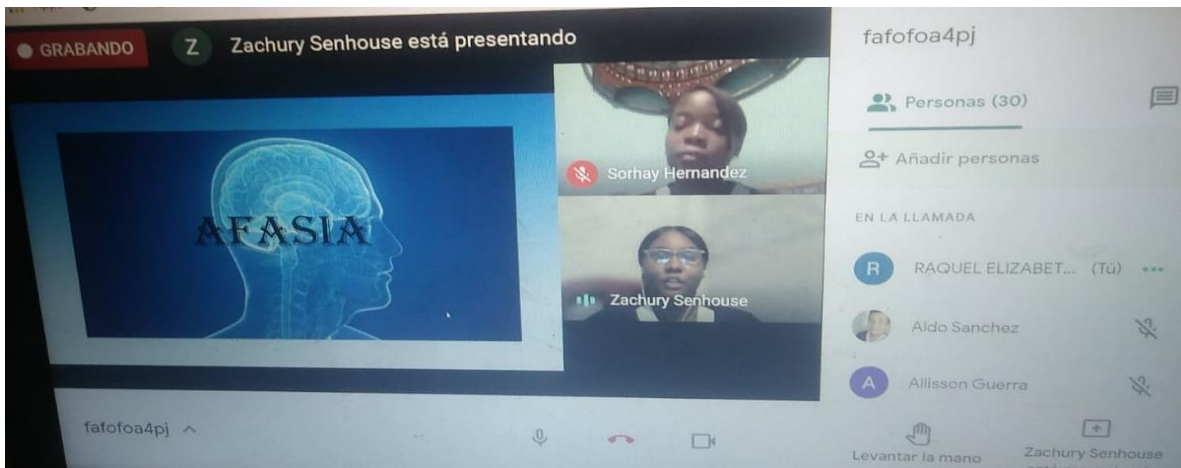 GRABANDO
Z
Zachury Senhouse está presentando
AFASIA
Sorhay Hernandez
Zachury Senhouse
fafofoa4pj
fafofoa4pj
Personas (30)
Añadir personas
EN LA LLAMADA
R
RAQUEL ELIZABET... (Tú)
Aldo Sanchez
A
Allisson Guerra
Levantar la mano
Zachury Senhouse